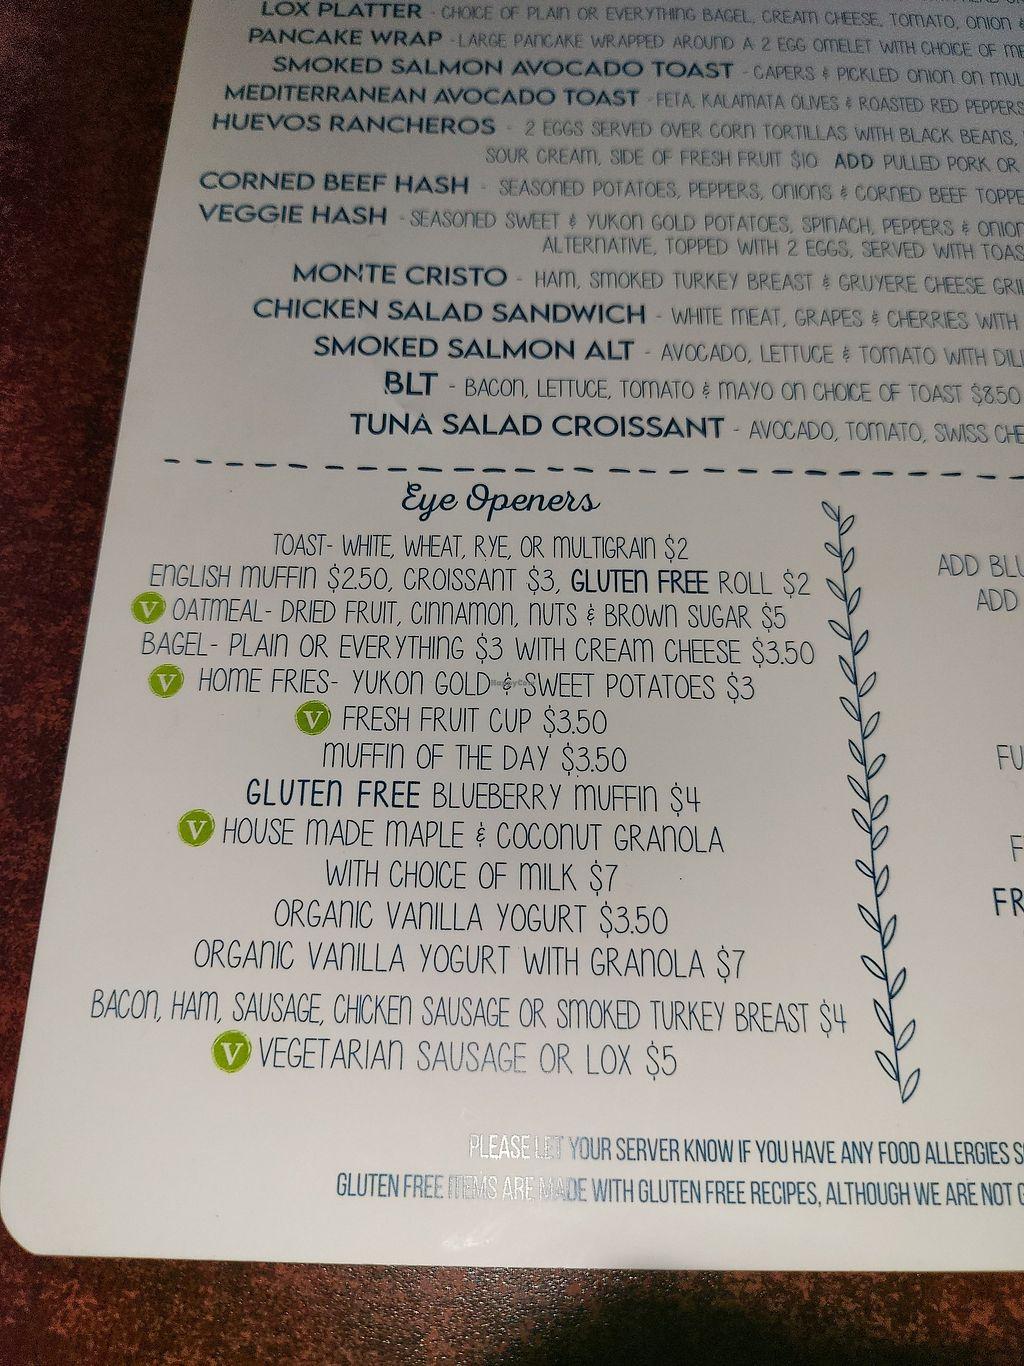 LOX PLATTER - CHOICE OF PLAIN OR EVERYTHING BAGEL, CREAM CHEESE, TOMATO, ONION &
PANCAKE WRAP - LARGE PANCAKE WRAPPED AROUND A 2 EGG OMELET WITH CHOICE OF
SMOKED SALMON AVOCADO TOAST - CAPERS & PICKLED ONION ON
MEDITERRANEAN AVOCADO TOAST - FETA, KALAMATA OLIVES & ROASTED RED PEPPERS
HUEVOS RANCHEROS - 2 EGGS SERVED OVER CORN TORTILLAS WITH BLACK BEANS,
SOUR CREAM, SIDE OF FRESH FRUIT $10 ADD PULLED PORK OR
CORNED BEEF HASH - SEASONED POTATOES, PEPPERS, ONIONS & CORNED BEEF TOPPE
VEGGIE HASH - SEASONED SWEET & YUKON GOLD POTATOES, SPINACH, PEPPERS & ONION
ALTERNATIVE, TOPPED WITH 2 EGGS, SERVED WITH TOAS
MONTE CRISTO - HAM, SMOKED TURKEY BREAST & GRUYERE CHEESE GRI
CHICKEN SALAD SANDWICH - WHITE MEAT, GRAPES & CHERRIES WITH
SMOKED SALMON ALT - AVOCADO, LETTUCE & TOMATO WITH DILL
BLT - BACON, LETTUCE, TOMATO & MAYO ON CHOICE OF TOAST $8.50
TUNA SALAD CROISSANT - AVOCADO, TOMATO, SWISS CHE
Eye Openers
TOAST- WHITE, WHEAT, RYE, OR MULTIGRAIN $2
ENGLISH MUFFIN $2.50, CROISSANT $3, GLUTEN FREE ROLL $2
V OATMEAL- DRIED FRUIT, CINNAMON, NUTS & BROWN SUGAR $5
BAGEL- PLAIN OR EVERYTHING $3 WITH CREAM CHEESE $3.50
V HOME FRIES- YUKON GOLD & SWEET POTATOES $3
V FRESH FRUIT CUP $3.50
MUFFIN OF THE DAY $3.50
GLUTEN FREE BLUEBERRY MUFFIN $4
V HOUSE MADE MAPLE & COCONUT GRANOLA
WITH CHOICE OF MILK $7
ORGANIC VANILLA YOGURT $3.50
ORGANIC VANILLA YOGURT WITH GRANOLA $7
BACON, HAM, SAUSAGE, CHICKEN SAUSAGE OR SMOKED TURKEY BREAST $4
V VEGETARIAN SAUSAGE OR LOX $5
ADD BLU
ADD
FU
F
FR
PLEASE LET YOUR SERVER KNOW IF YOU HAVE ANY FOOD ALLERGIES S
GLUTEN FREE ITEMS ARE MADE WITH GLUTEN FREE RECIPES, ALTHOUGH WE ARE NOT G